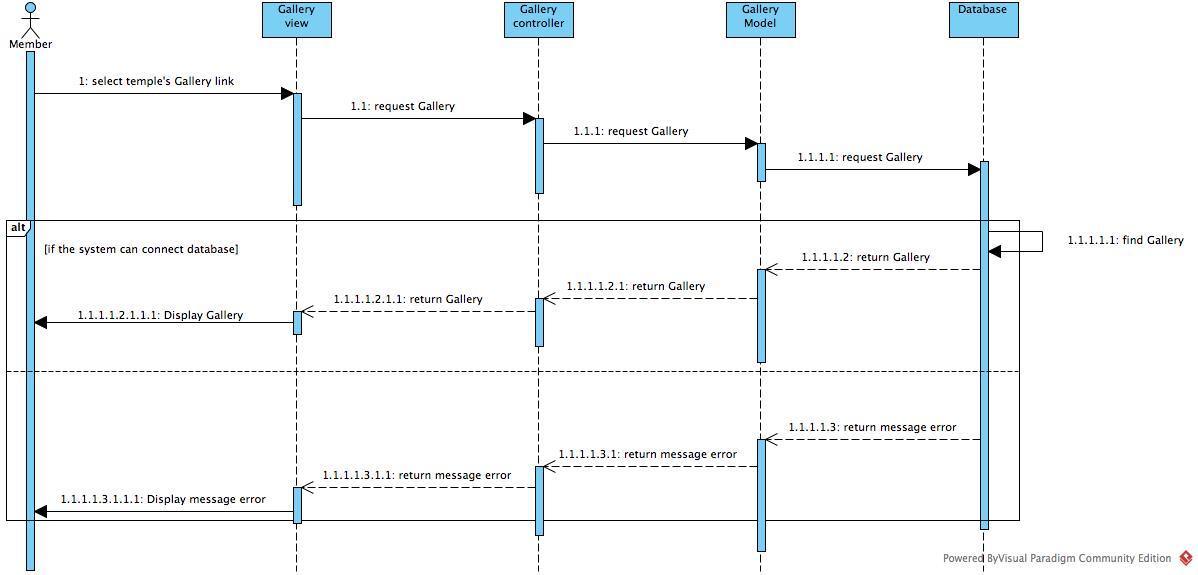 Member
Gallery
view
Gallery
controller
Gallery
Model
Database
1: select temple's Gallery link
1.1: request Gallery
1.1.1: request Gallery
1.1.1.1: request Gallery
alt
[if the system can connect database]
1.1.1.1.1: find Gallery
1.1.1.1.2: return Gallery
1.1.1.1.2.1: return Gallery
1.1.1.1.2.1.1: return Gallery
1.1.1.1.2.1.1.1: Display Gallery
1.1.1.1.3: return message error
1.1.1.1.3.1: return message error
1.1.1.1.3.1.1: return message error
1.1.1.1.3.1.1.1: Display message error
Powered ByVisual Paradigm Community Edition